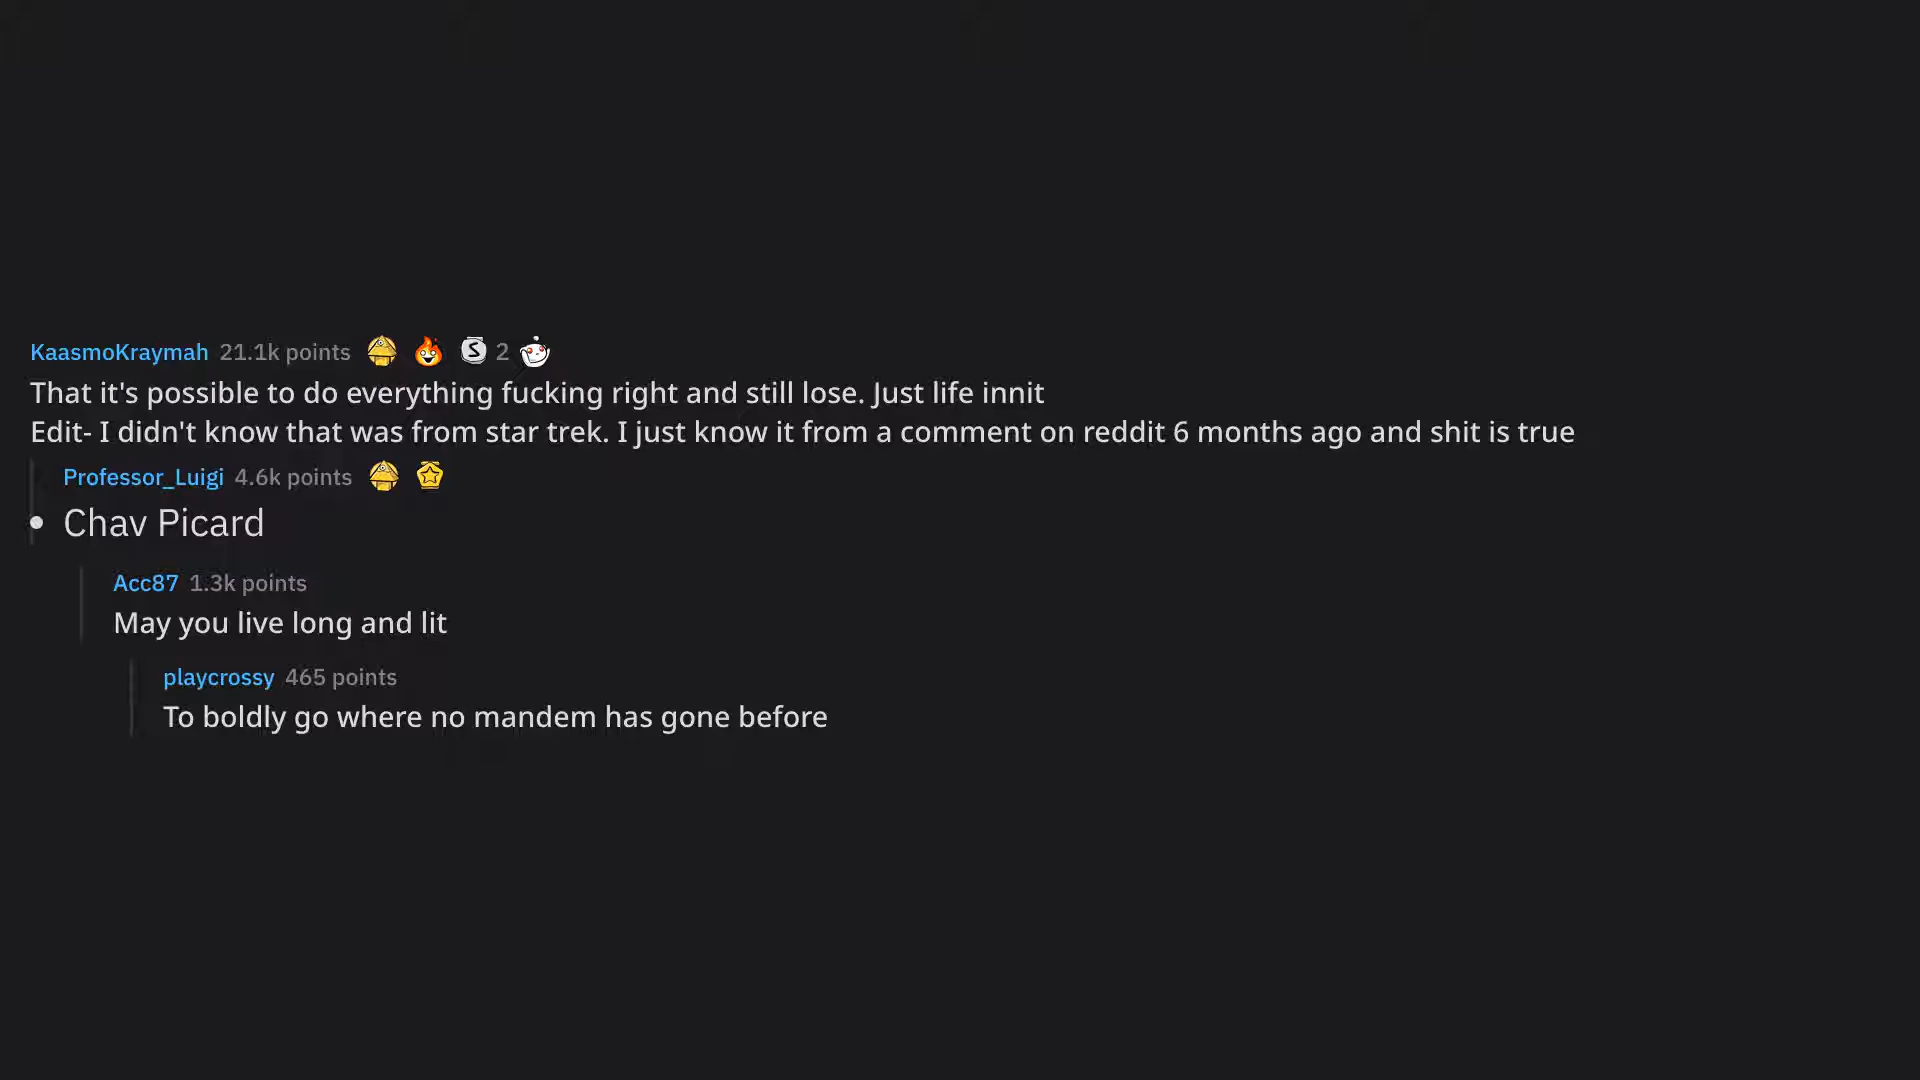 KaasmoKraymah 21.1k points 2
That it's possible to do everything fucking right and still lose. Just life innit
Edit- I didn't know that was from star trek. I just know it from a comment on reddit 6 months ago and shit is true
Professor_Luigi 4.6k points
• Chav Picard
Acc87 1.3k points
May you live long and lit
playcrossy 465 points
To boldly go where no mandem has gone before